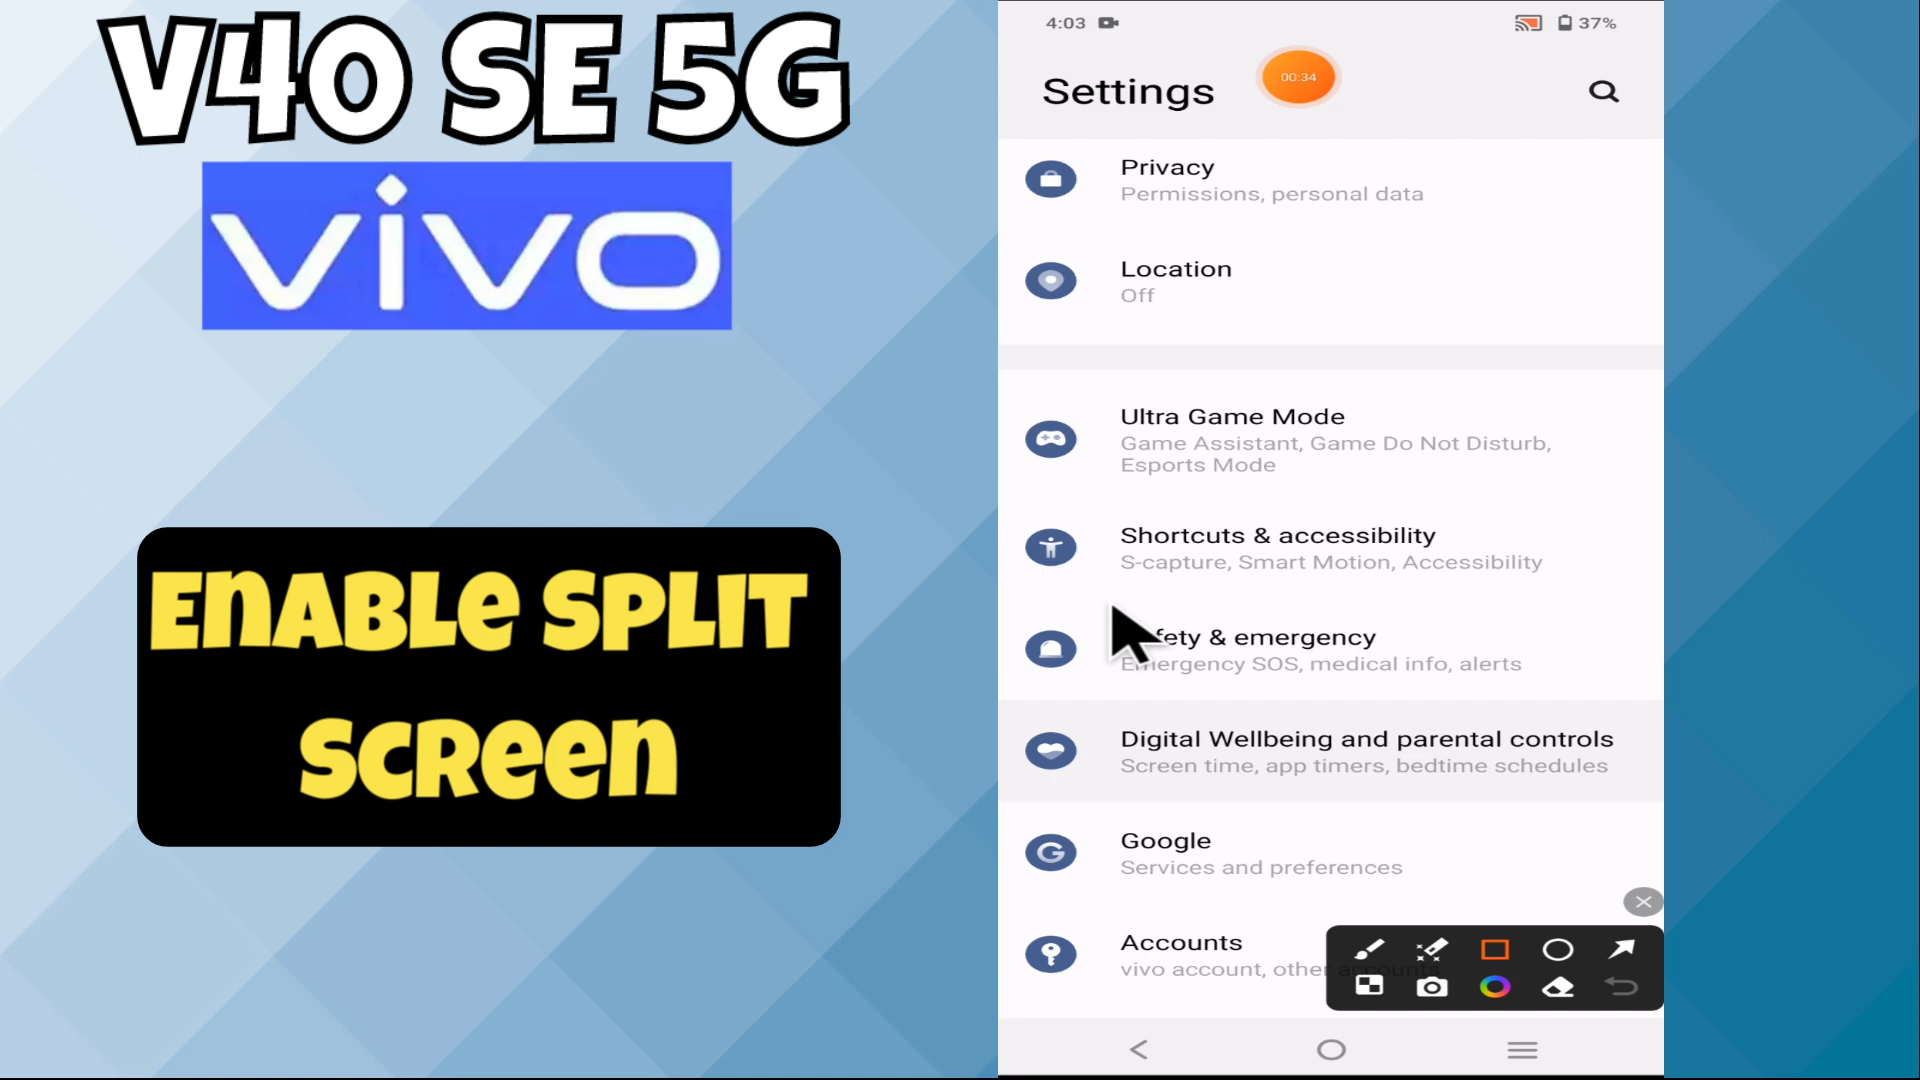 V40 SE 5G
vivo
Enable Split
Screen
4:03
37%
Settings
00:34
Privacy
Permissions, personal data
Location
Off
Ultra Game Mode
Game Assistant, Game Do Not Disturb,
Esports Mode
Shortcuts & accessibility
S-capture, Smart Motion, Accessibility
fety & emergency
Emergency SOS, medical info, alerts
Digital Wellbeing and parental controls
Screen time, app timers, bedtime schedules
Google
Services and preferences
Accounts
vivo account, other accounts